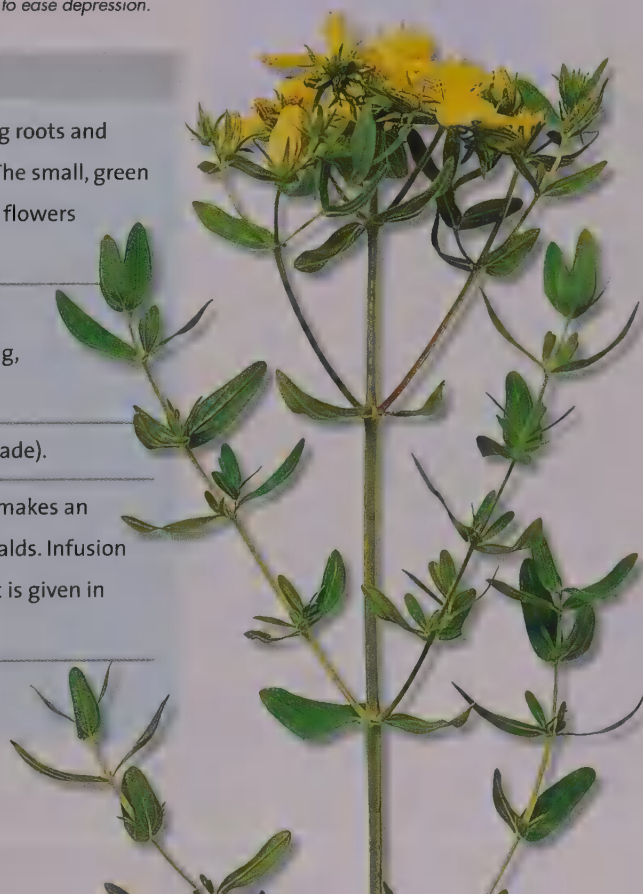 to ease depression.
g roots and
The small, green
flowers
g,
ade).
makes an
alds. Infusion
is given in